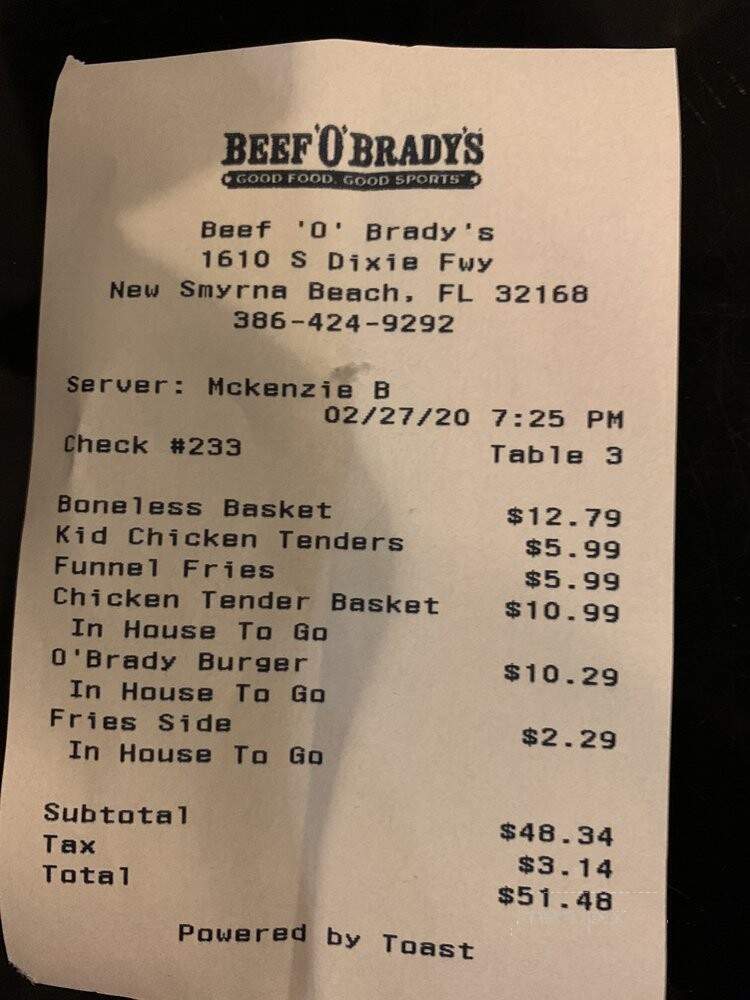 BEEF 'O' BRADY'S
GOOD FOOD. GOOD SPORTS
Beef 'O' Brady's
1610 S Dixie Fwy
New Smyrna Beach, FL 32168
386-424-9292
Server: Mckenzie B
02/27/20 7:25 PM
Check #233 Table 3
Boneless Basket $12.79
Kid Chicken Tenders $5.99
Funnel Fries $5.99
Chicken Tender Basket $10.99
In House To Go
O'Brady Burger $10.29
In House To Go
Fries Side $2.29
In House To Go
Subtotal $48.34
Tax $3.14
Total $51.48
Powered by Toast